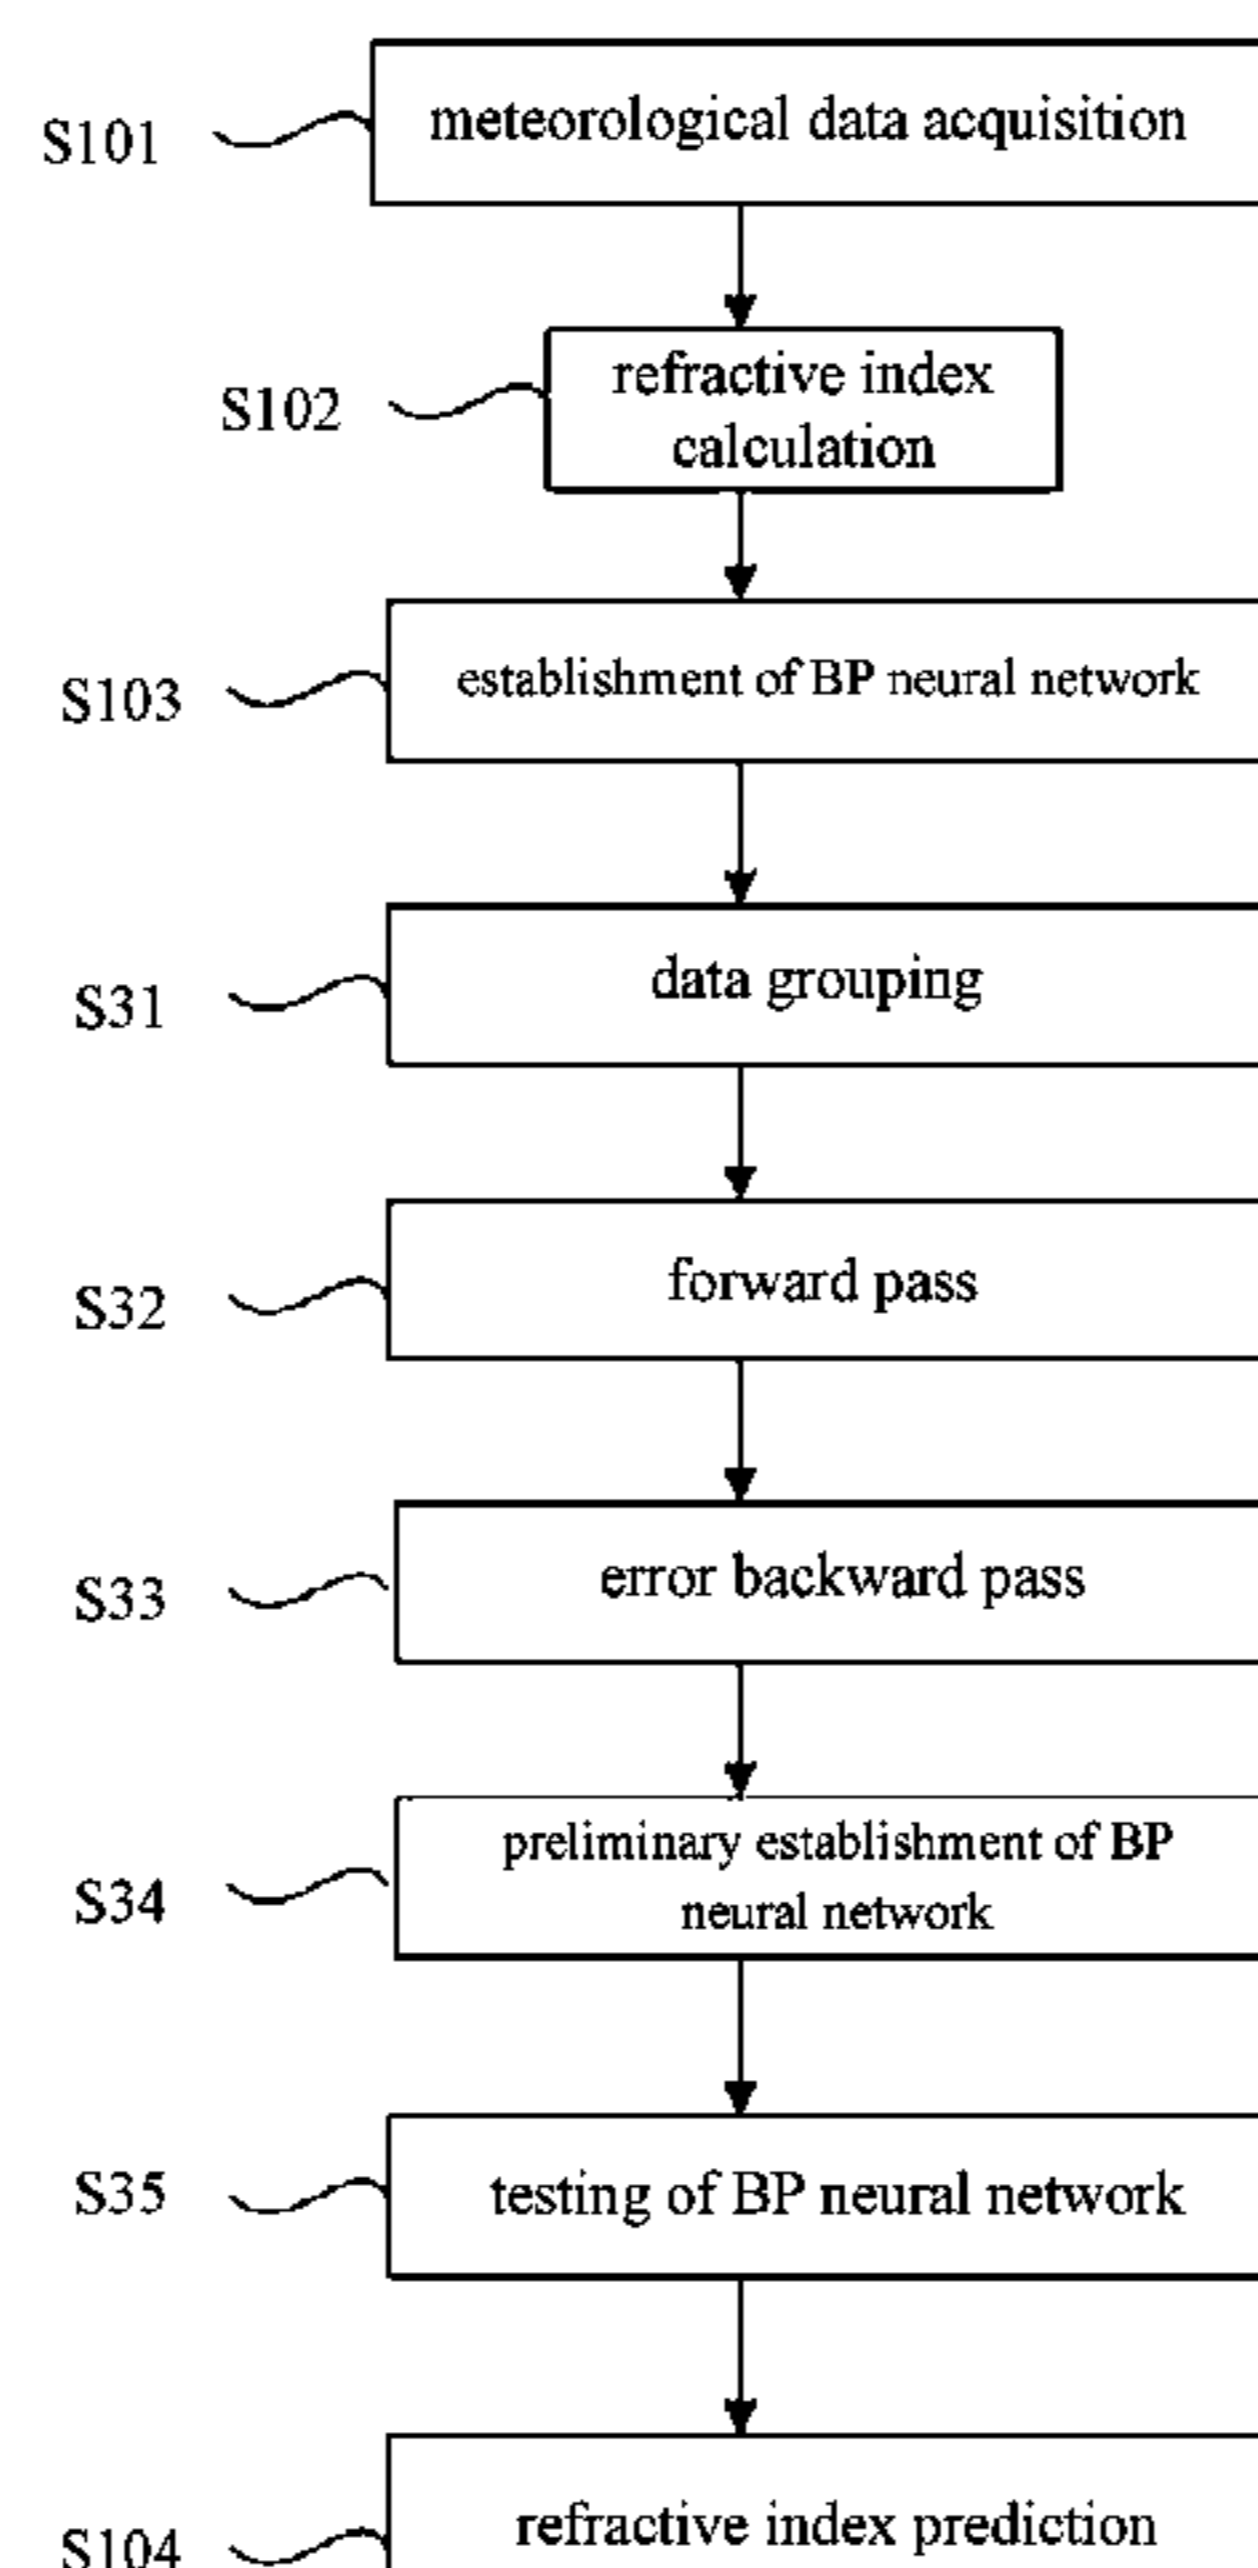 S101
meteorological data acquisition
S102
refractive index
calculation
S103
establishment of BP neural network
S31
data grouping
S32
forward pass
S33
error backward pass
S34
preliminary establishment of BP
neural network
S35
testing of BP neural network
S104
refractive index prediction